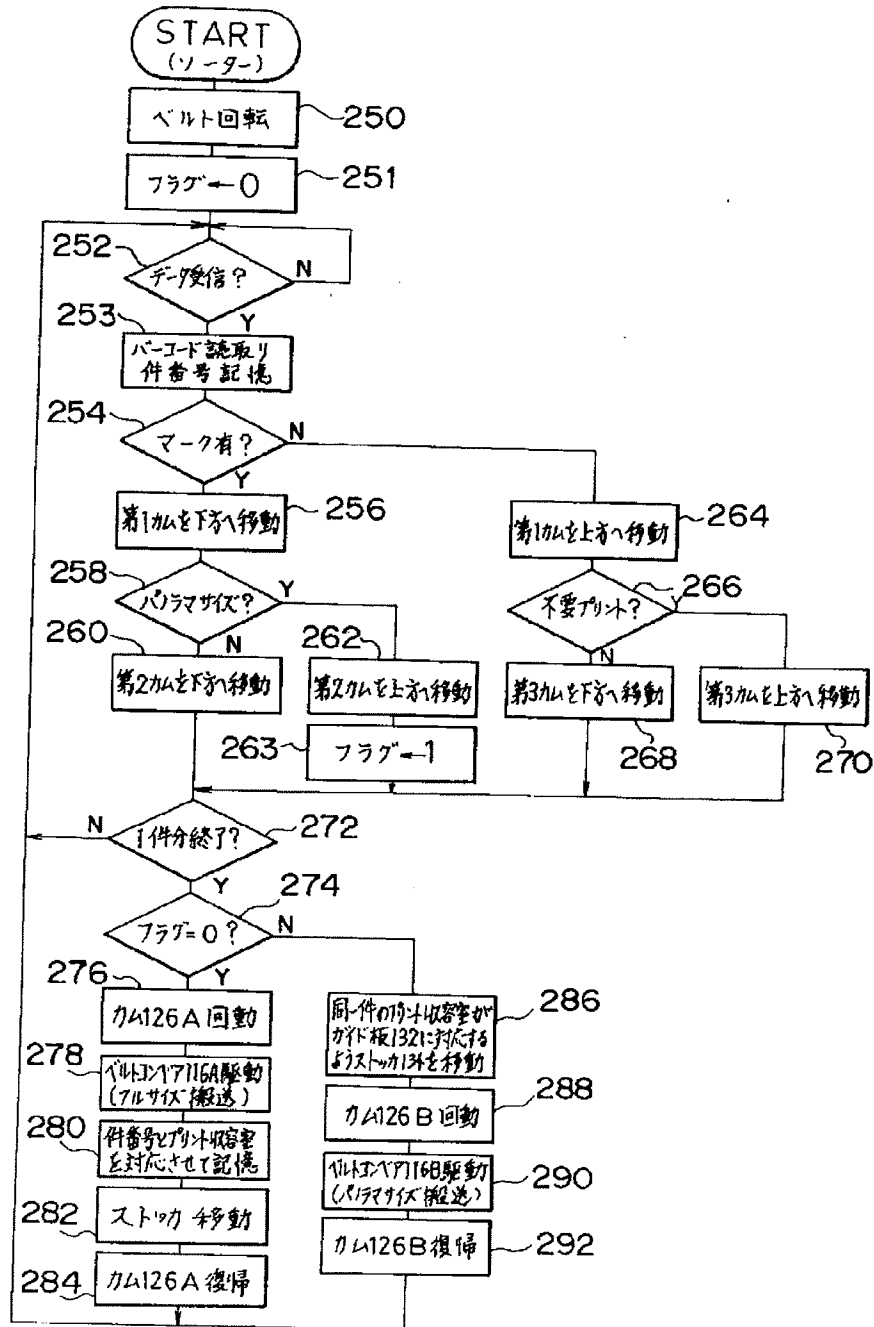 START
(ソーター)
ベルト回転
250
フラグ←0
251
252
データ受信?
N
Y
253
バーコード読取り
件番号記憶
254
マーク有?
N
Y
第1カムを下方へ移動
256
第1カムを上方へ移動
264
258
パノラマサイズ?
Y
N
不要プリント?
266
Y
N
260
第2カムを下方へ移動
262
第2カムを上方へ移動
第3カムを下方へ移動
268
第3カムを上方へ移動
270
263
フラグ←1
N
1件分終了?
272
Y
274
フラグ=0?
N
Y
276
カム126A回動
278
ベルトコンベア116A駆動
(フルサイズ搬送)
280
件番号とプリント収容室
を対応させて記憶
282
ストッカ移動
284
カム126A復帰
同一件のプリント収容室が
ガイド板132に対応する
ようストッカ134を移動
286
カム126B回動
288
ベルトコンベア116B駆動
(パノラマサイズ搬送)
290
カム126B復帰
292